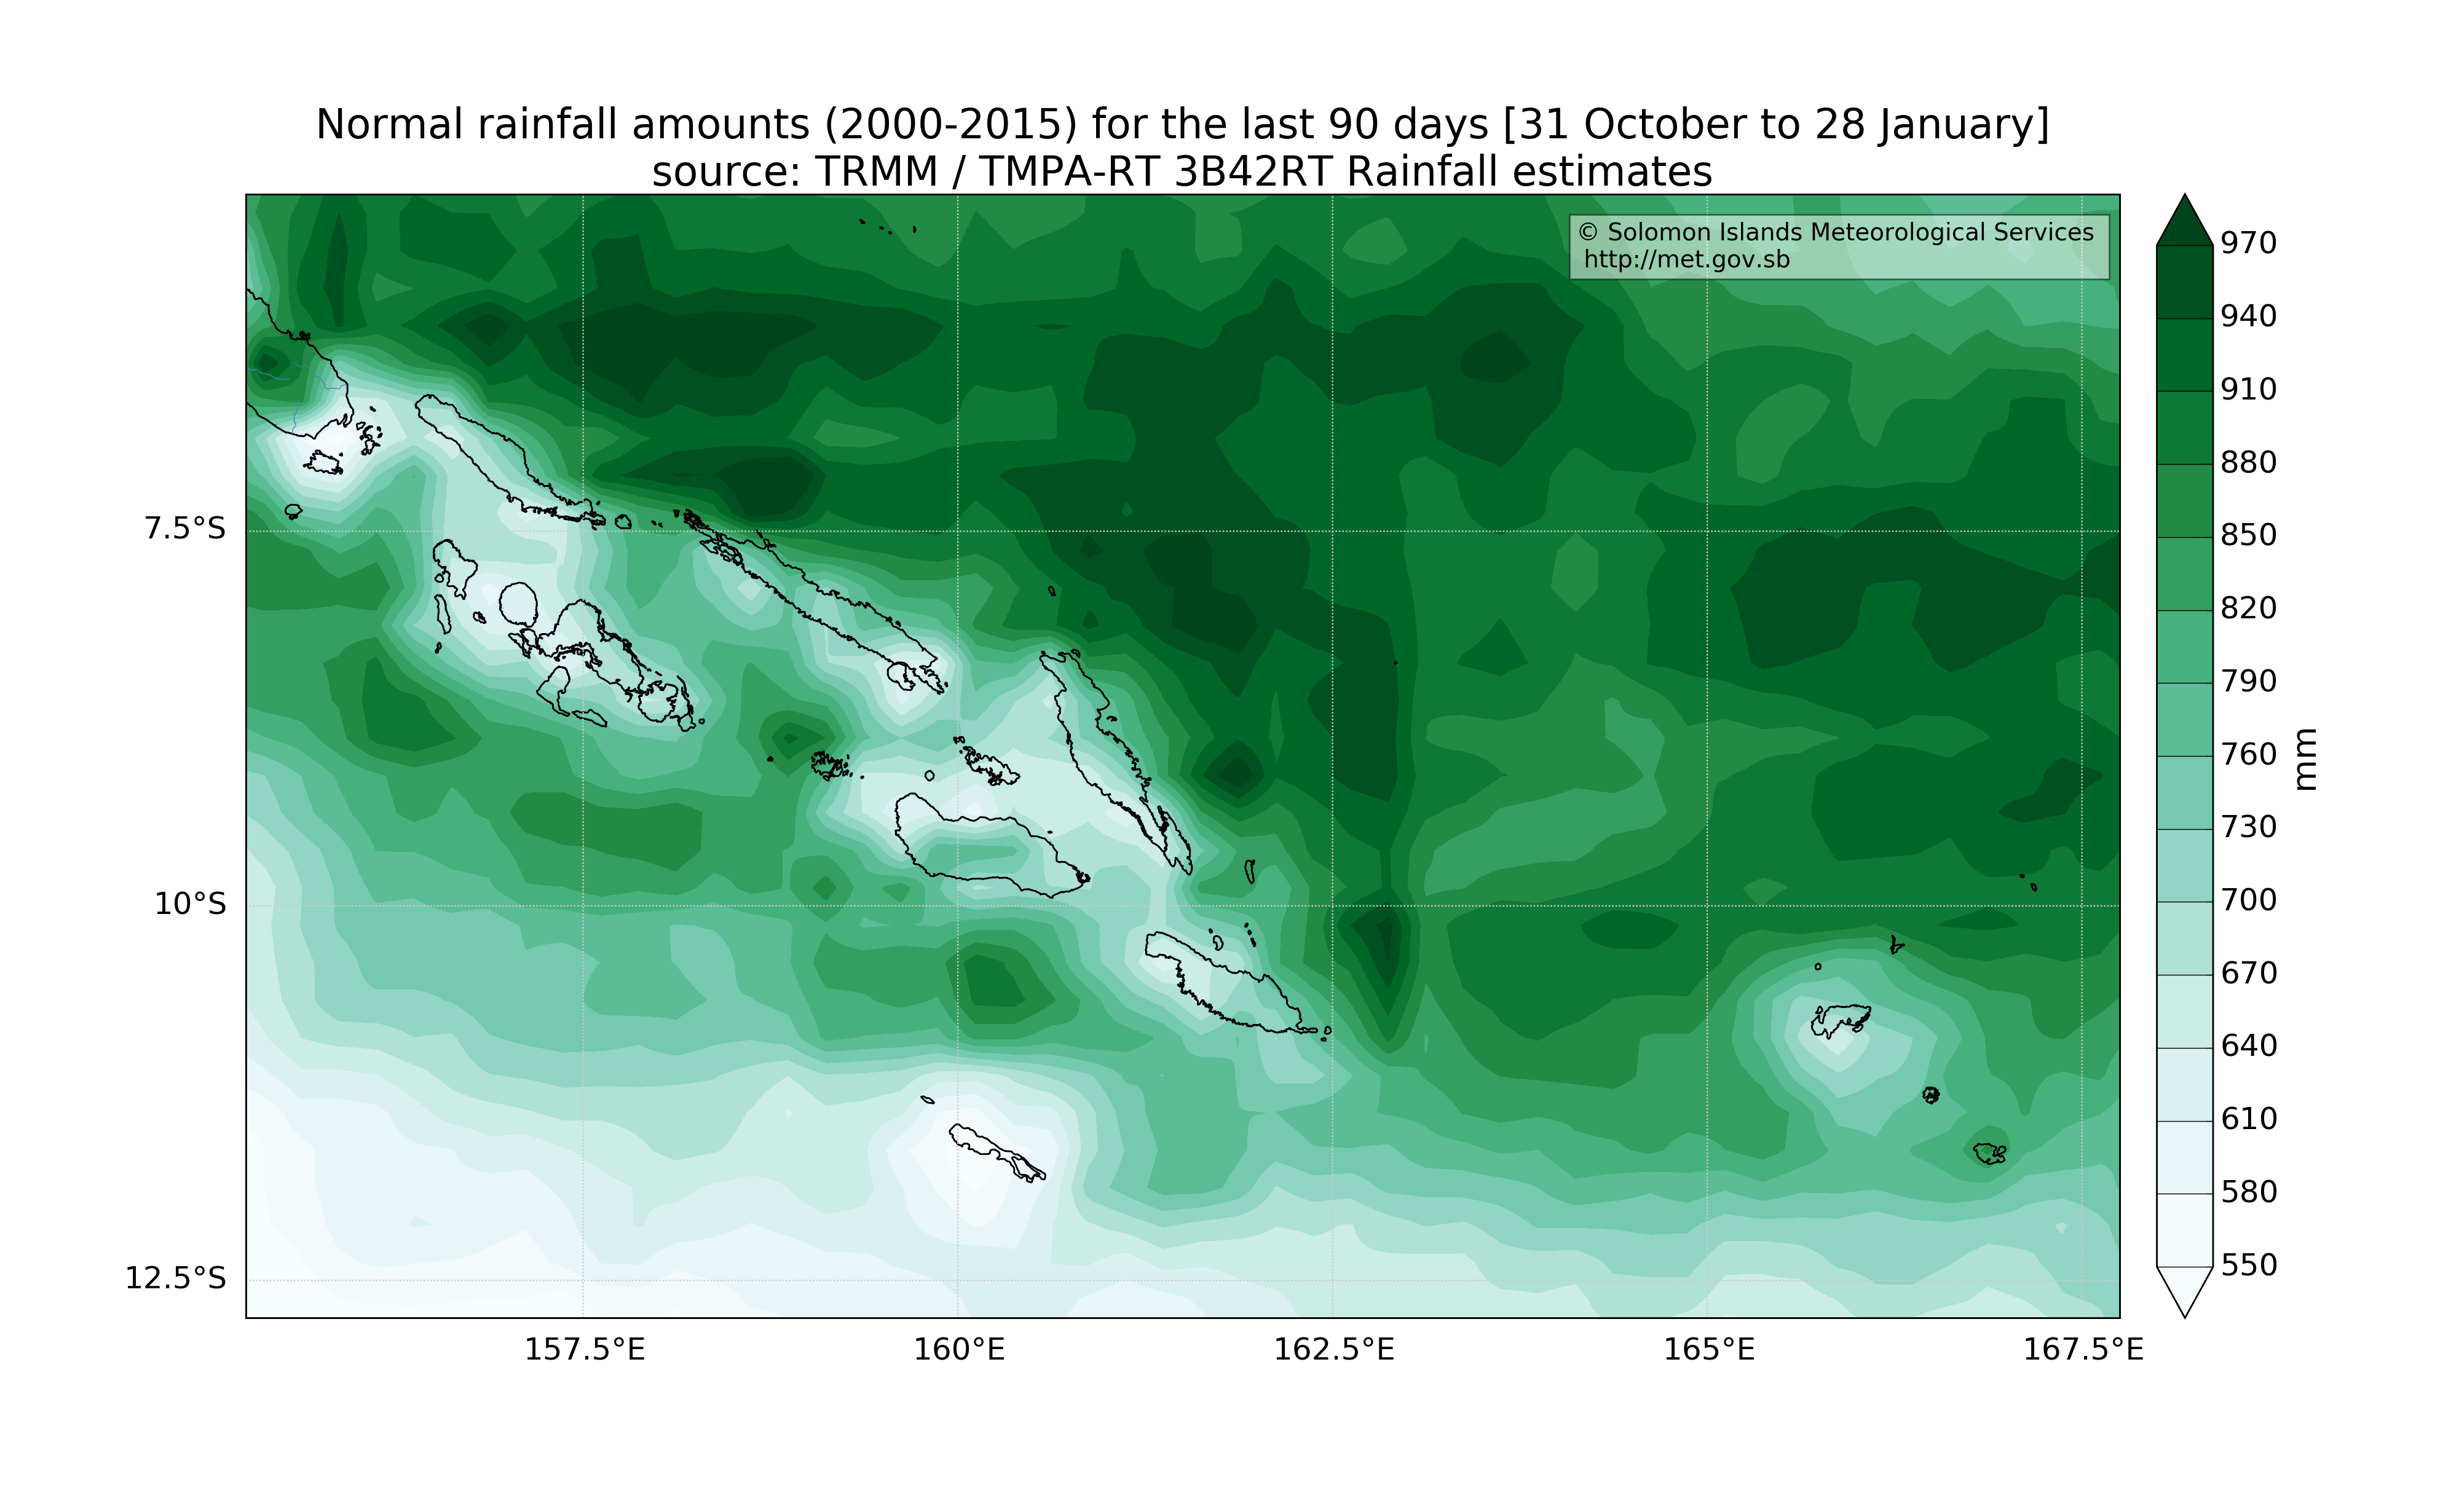 Normal rainfall amounts (2000-2015) for the last 90 days [31 October to 28 January]
source: TRMM / TMPA-RT 3B42RT Rainfall estimates
© Solomon Islands Meteorological Services
http://met.gov.sb
7.5°S
10°S
12.5°S
157.5°E
160°E
162.5°E
165°E
167.5°E
970
940
910
880
850
820
790
760
730
700
670
640
610
580
550
mm